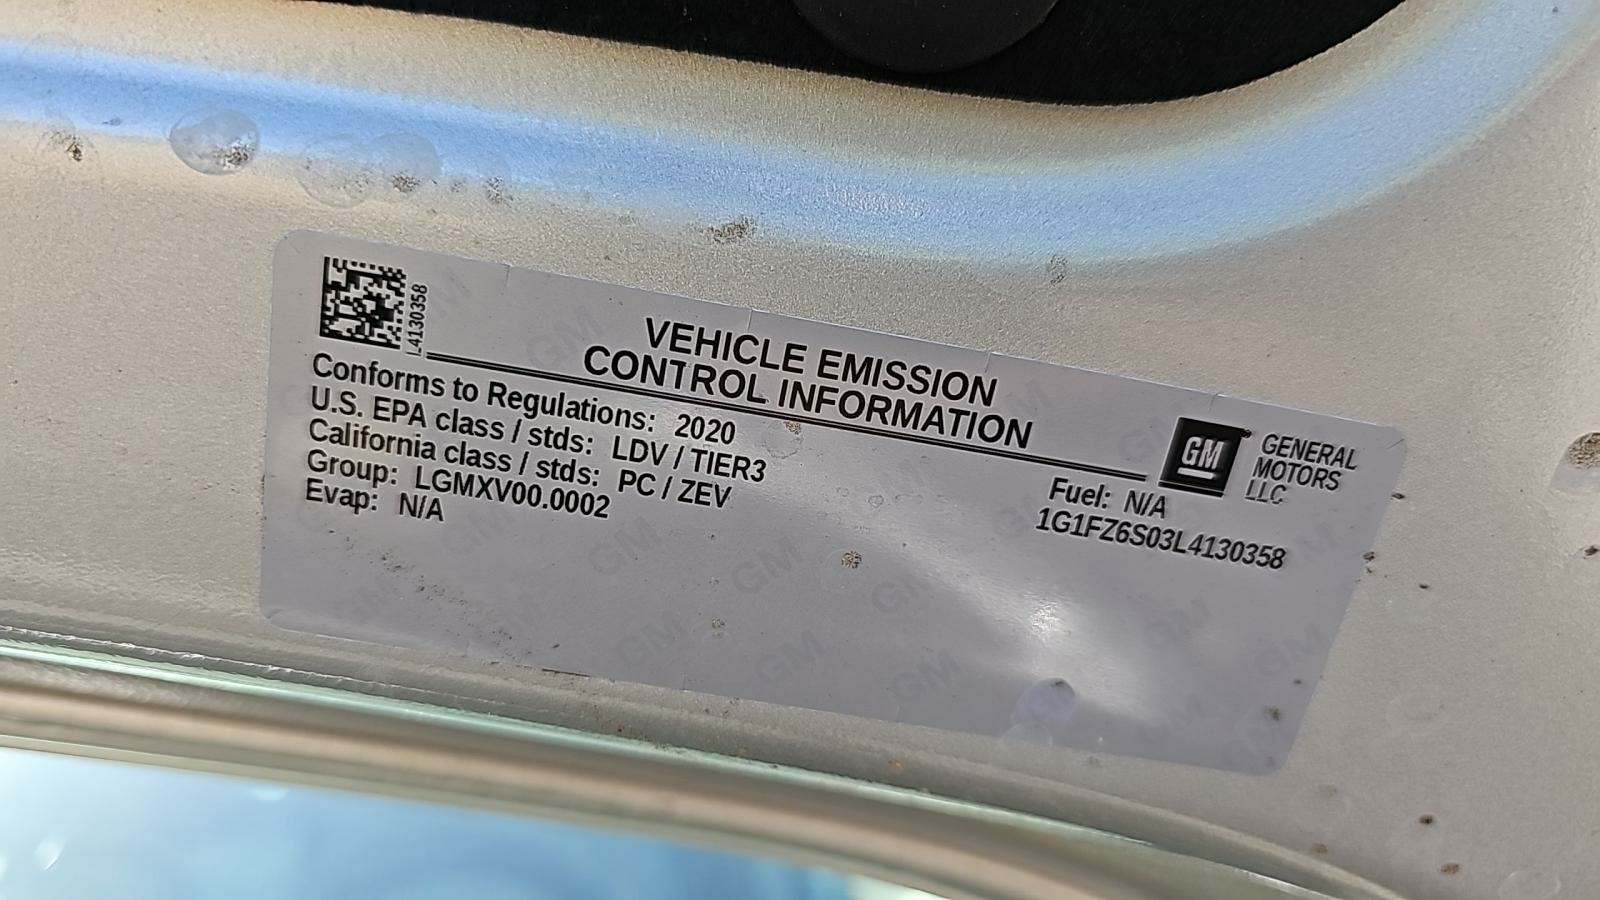 L4130358
VEHICLE EMISSION
CONTROL INFORMATION
Conforms to Regulations: 2020
U.S. EPA class / stds: LDV / TIER3
California class / stds: PC / ZEV
Group: LGMXV00.0002
Evap: N/A
GM
GENERAL
MOTORS
LLC
Fuel: N/A
1G1FZ6S03L4130358